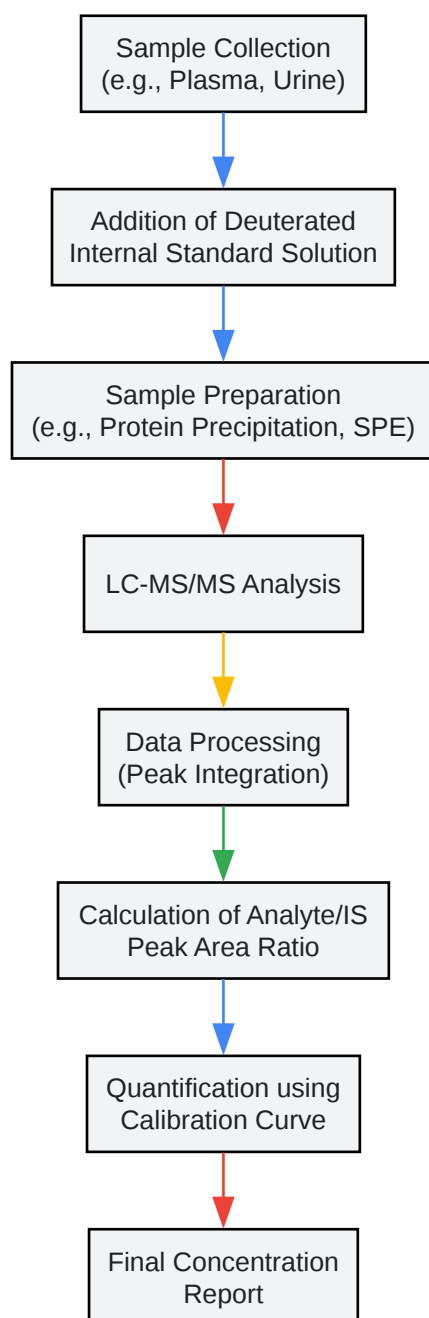 Sample Collection
(e.g., Plasma, Urine)
Addition of Deuterated
Internal Standard Solution
Sample Preparation
(e.g., Protein Precipitation, SPE)
LC-MS/MS Analysis
Data Processing
(Peak Integration)
Calculation of Analyte/IS
Peak Area Ratio
Quantification using
Calibration Curve
Final Concentration
Report